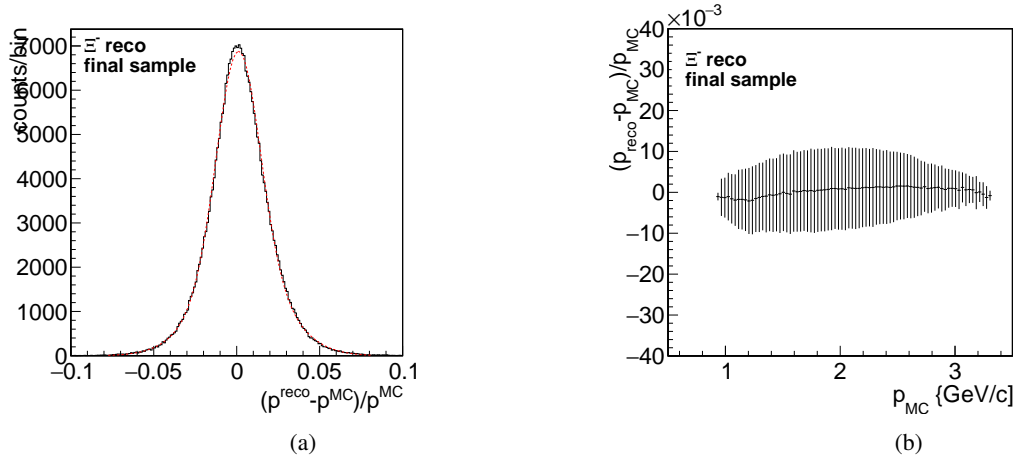 Ξ⁻ reco
final sample
counts/bin
7000
6000
5000
4000
3000
2000
1000
0
−0.1
−0.05
0
0.05
0.1
(p^reco-p^MC)/p^MC
(a)
×10⁻³
(p_reco-p_MC)/p_MC
Ξ⁻ reco
final sample
40
30
20
10
0
−10
−20
−30
−40
1
2
3
p_MC {GeV/c]
(b)